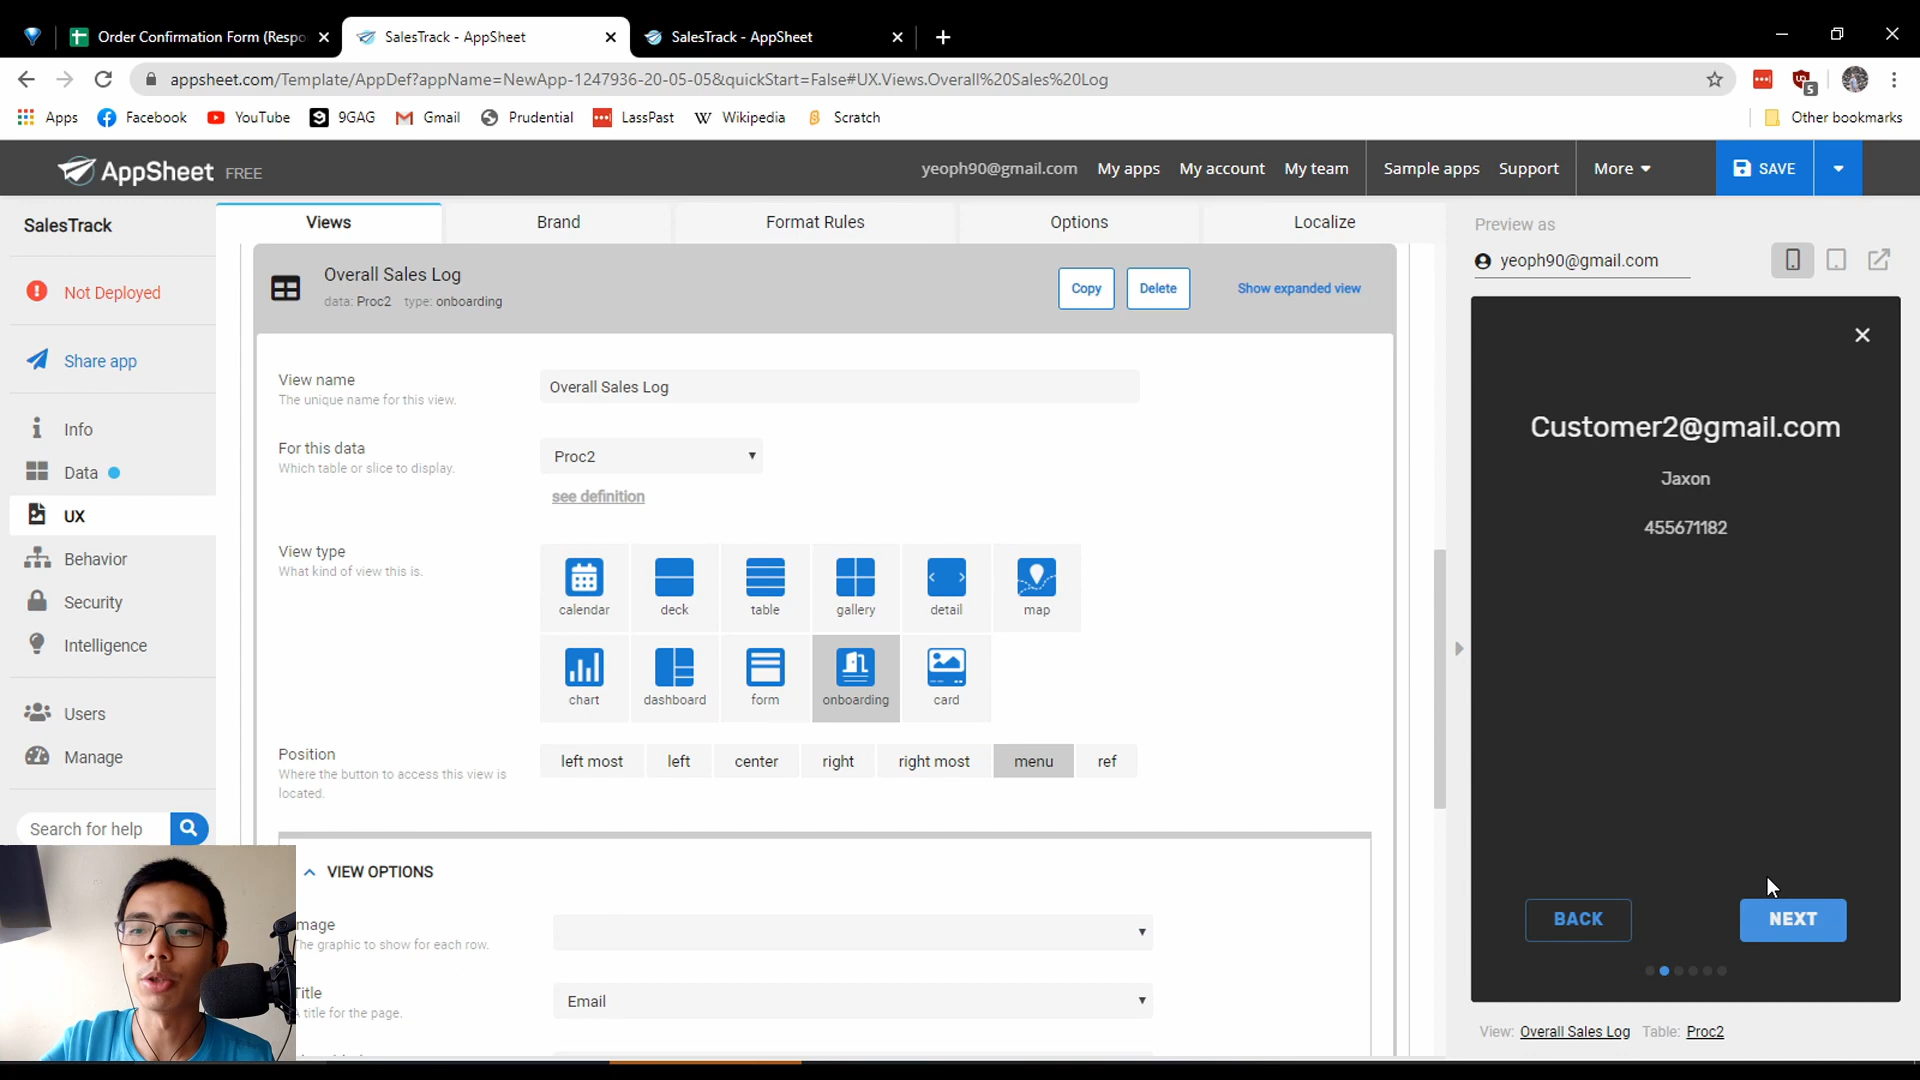 Order Confirmation Form (Respo
SalesTrack - AppSheet
SalesTrack - AppSheet
appsheet.com/Template/AppDef?appName=NewApp-1247936-20-05-05&quickStart=False#UX.Views.Overall%20Sales%20Log
5
Apps
Facebook
YouTube
9GAG
Gmail
Prudential
LassPast
Wikipedia
Scratch
Other bookmarks
AppSheet FREE
yeoph90@gmail.com
My apps
My account
My team
Sample apps
Support
More
SAVE
SalesTrack
Not Deployed
Share app
Info
Data
UX
Behavior
Security
Intelligence
Users
Manage
Search for help
Views
Brand
Format Rules
Options
Localize
Overall Sales Log
data: Proc2 type: onboarding
Copy
Delete
Show expanded view
View name
The unique name for this view.
Overall Sales Log
For this data
Which table or slice to display.
Proc2
see definition
View type
What kind of view this is.
calendar
deck
table
gallery
detail
map
chart
dashboard
form
onboarding
card
Position
Where the button to access this view is
located.
left most
left
center
right
right most
menu
ref
VIEW OPTIONS
mage
The graphic to show for each row.
Title
A title for the page.
Email
Preview as
yeoph90@gmail.com
Customer2@gmail.com
Jaxon
455671182
BACK
NEXT
View: Overall Sales Log Table: Proc2